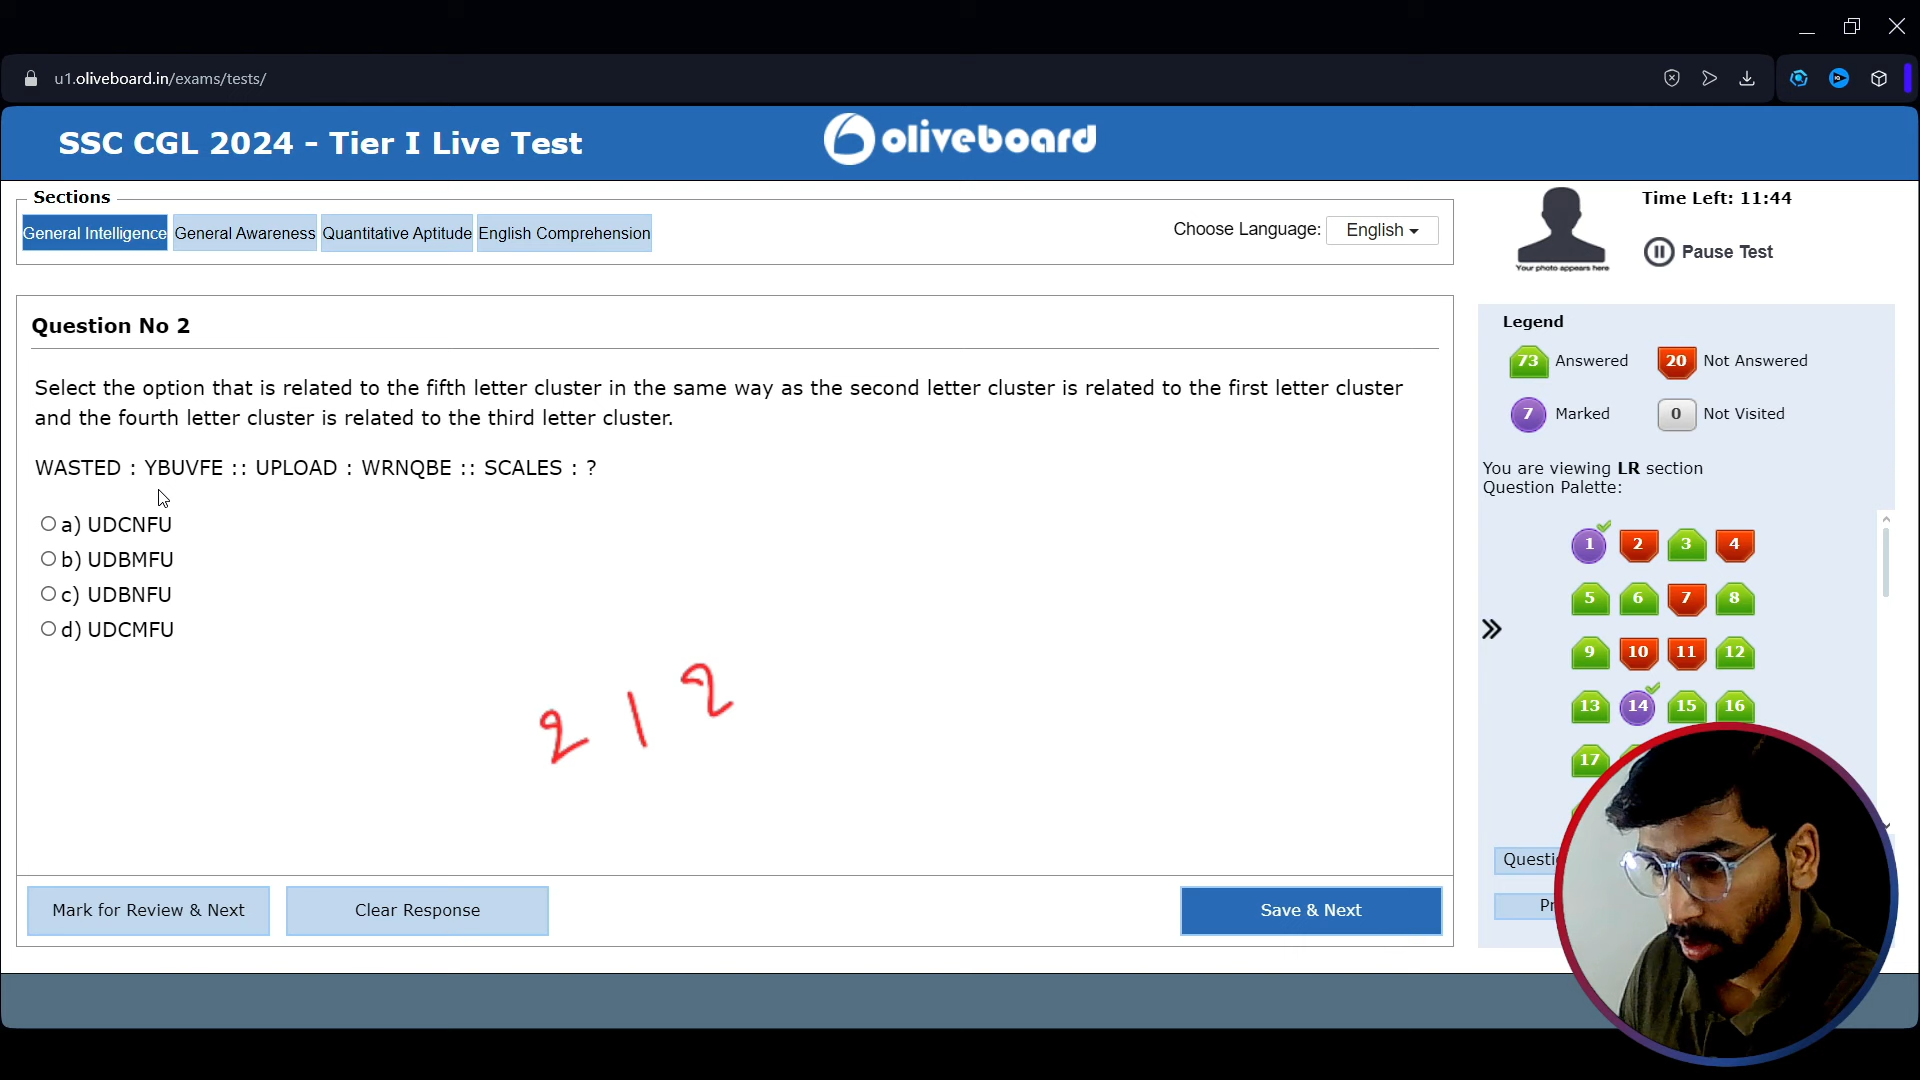 u1.oliveboard.in/exams/tests/
SSC CGL 2024 - Tier I Live Test
oliveboard
Sections
General Intelligence
General Awareness
Quantitative Aptitude
English Comprehension
Choose Language: English
Your photo appears here
Time Left: 11:44
Pause Test
Question No 2
Select the option that is related to the fifth letter cluster in the same way as the second letter cluster is related to the first letter cluster
and the fourth letter cluster is related to the third letter cluster.
WASTED : YBUVFE :: UPLOAD : WRNQBE :: SCALES : ?
a) UDCNFU
b) UDBMFU
c) UDBNFU
d) UDCMFU
2 1 2
Mark for Review & Next
Clear Response
Save & Next
Legend
73 Answered
20 Not Answered
7 Marked
0 Not Visited
You are viewing LR section
Question Palette:
1 2 3 4
5 6 7 8
9 10 11 12
13 14 15 16
17